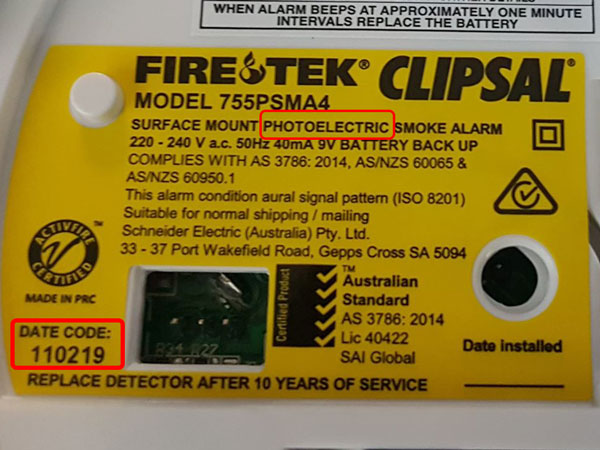 WHEN ALARM BEEPS AT APPROXIMATELY ONE MINUTE
INTERVALS REPLACE THE BATTERY
FIRETEK® CLIPSAL®
MODEL 755PSMA4
SURFACE MOUNT PHOTOELECTRIC SMOKE ALARM
220 - 240 V a.c. 50Hz 40mA 9V BATTERY BACK UP
COMPLIES WITH AS 3786: 2014, AS/NZS 60065 &
AS/NZS 60950.1
This alarm condition aural signal pattern (ISO 8201)
Suitable for normal shipping / mailing
Schneider Electric (Australia) Pty. Ltd.
33 - 37 Port Wakefield Road, Gepps Cross SA 5094
ACTIVFIRE
CERTIFIED
TM
MADE IN PRC
DATE CODE:
110219
Certified Product
TM
Australian
Standard
AS 3786: 2014
Lic 40422
SAI Global
Date installed:
REPLACE DETECTOR AFTER 10 YEARS OF SERVICE